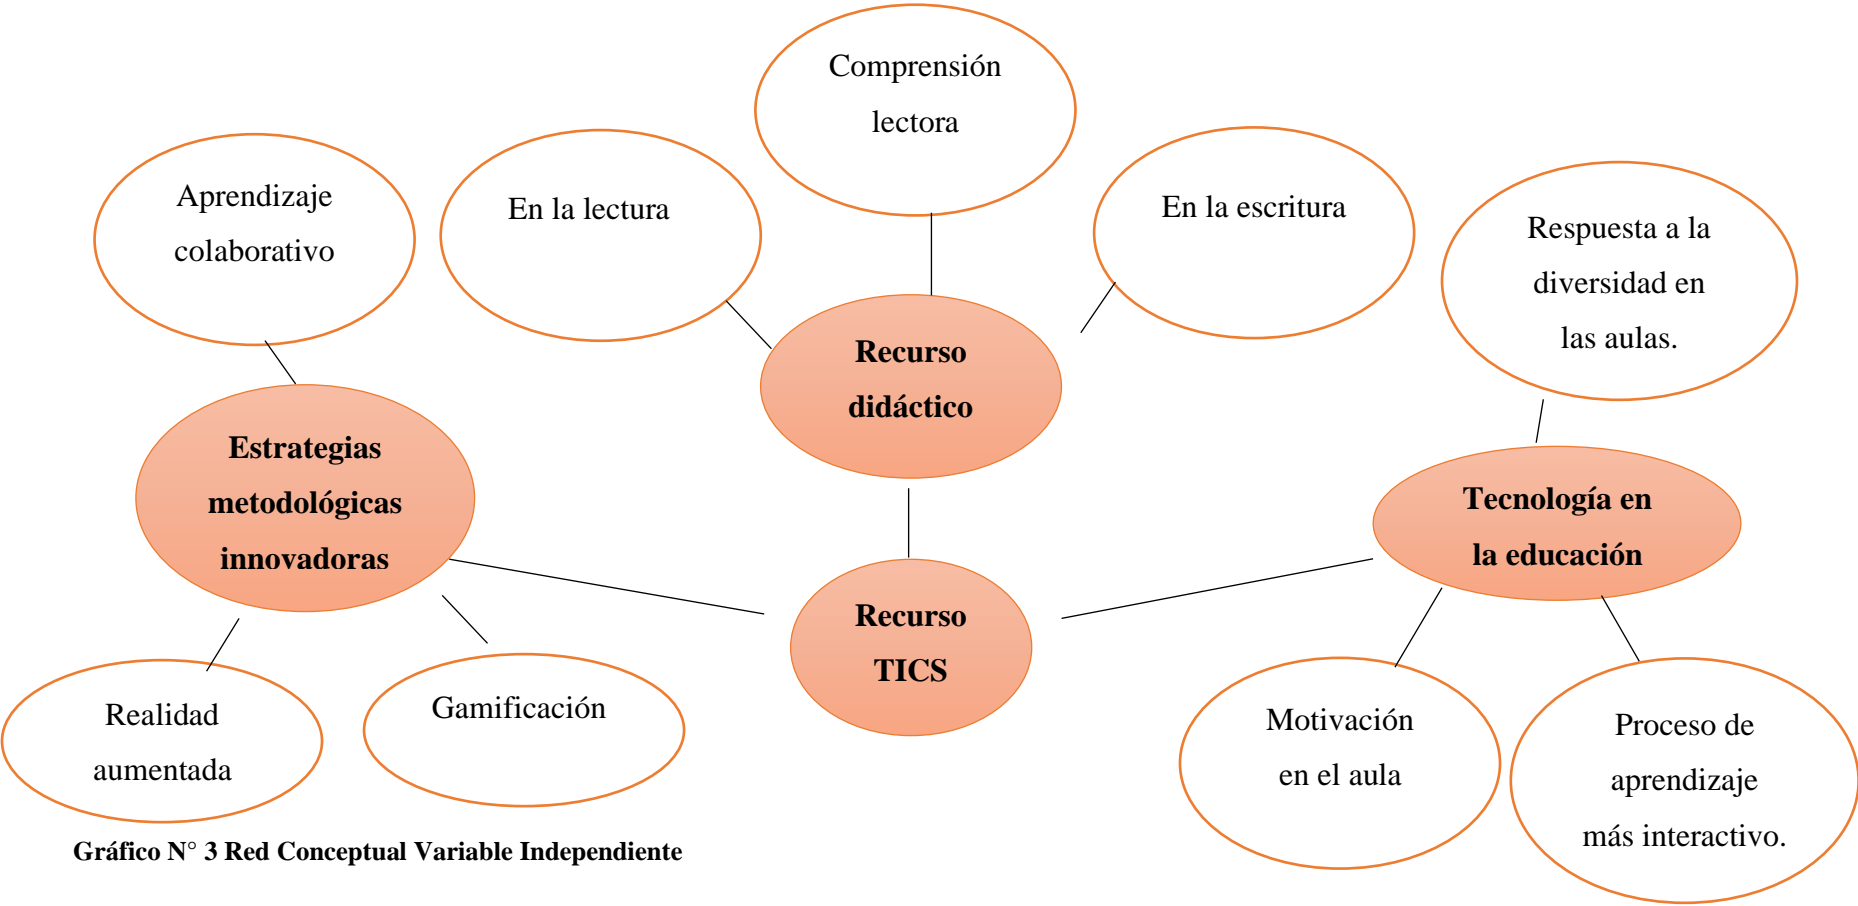 Comprensión
lectora
Aprendizaje
colaborativo
En la lectura
En la escritura
Respuesta a la
diversidad en
las aulas.
Recurso
didáctico
Estrategias
metodológicas
innovadoras
Tecnología en
la educación
Recurso
TICS
Realidad
aumentada
Gamificación
Motivación
en el aula
Proceso de
aprendizaje
más interactivo.
Gráfico N° 3 Red Conceptual Variable Independiente